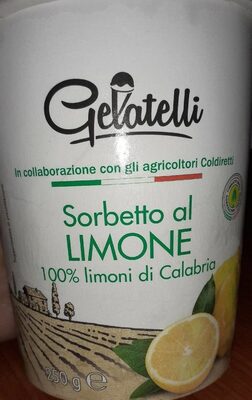 Gelatelli
In collaborazione con gli agricoltori Coldiretti
Sorbetto al
LIMONE
100% limoni di Calabria
250 g e